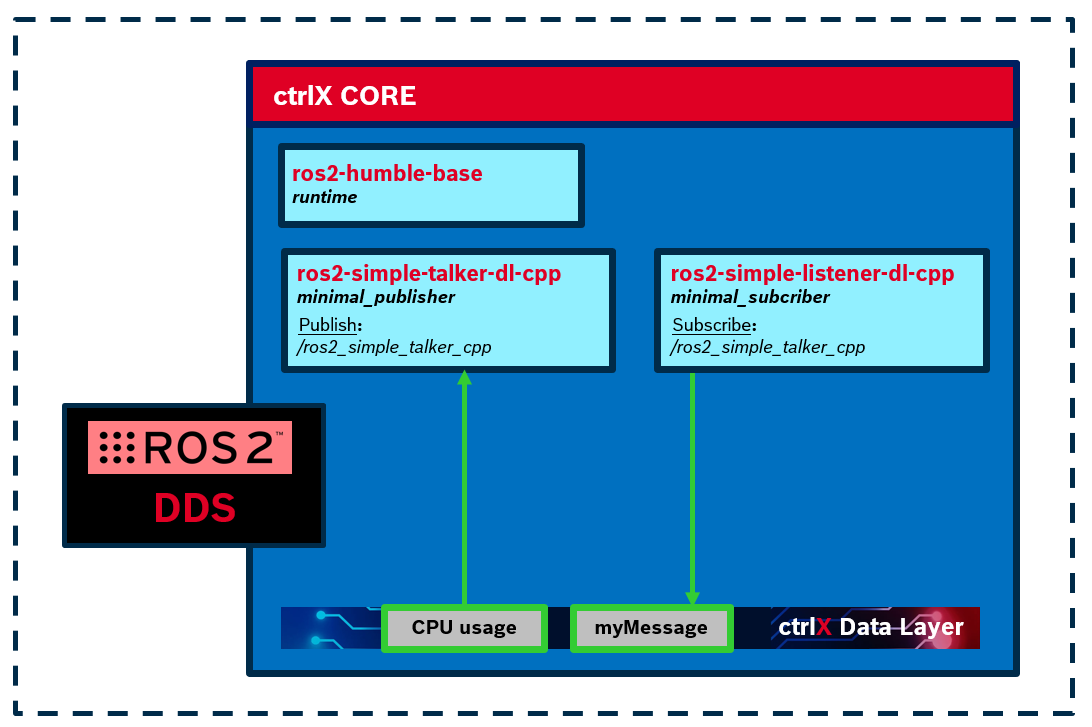 ctrlX CORE
ros2-humble-base
runtime
ros2-simple-talker-dl-cpp
minimal_publisher
Publish:
/ros2_simple_talker_cpp
ros2-simple-listener-dl-cpp
minimal_subcriber
Subscribe:
/ros2_simple_talker_cpp
ROS 2™
DDS
CPU usage
myMessage
ctrlX Data Layer